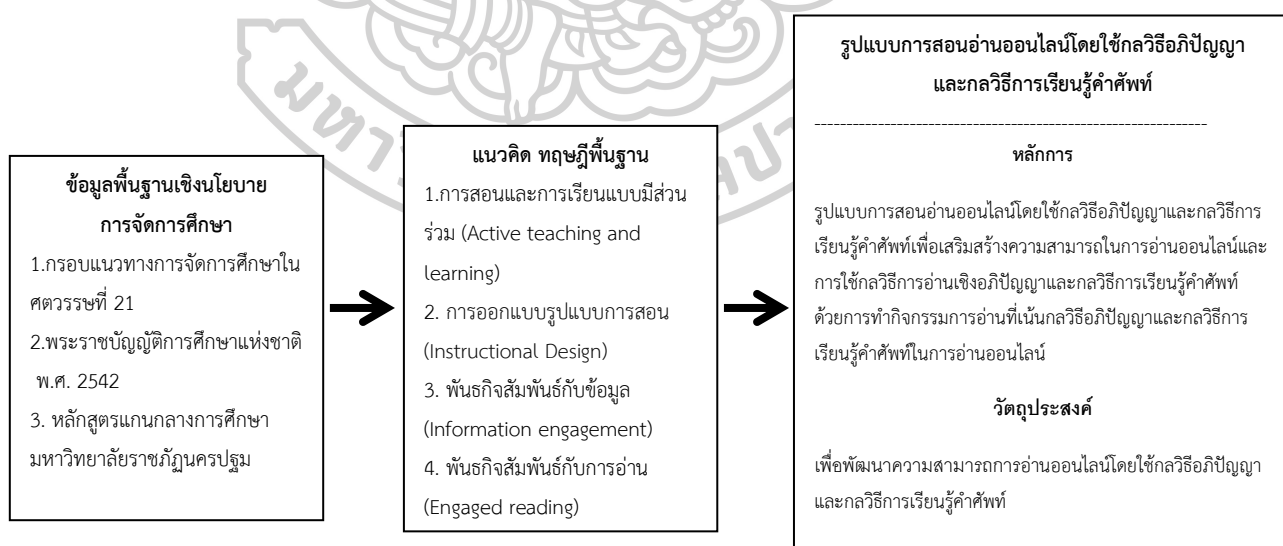 ข้อมูลพื้นฐานเชิงนโยบาย
การจัดการศึกษา
1.กรอบแนวทางการจัดการศึกษาใน
ศตวรรษที่ 21
2.พระราชบัญญัติการศึกษาแห่งชาติ
พ.ศ. 2542
3. หลักสูตรแกนกลางการศึกษา
มหาวิทยาลัยราชภัฏนครปฐม
แนวคิด ทฤษฎีพื้นฐาน
1.การสอนและการเรียนแบบมีส่วน
ร่วม (Active teaching and
learning)
2. การออกแบบรูปแบบการสอน
(Instructional Design)
3. พันธกิจสัมพันธ์กับข้อมูล
(Information engagement)
4. พันธกิจสัมพันธ์กับการอ่าน
(Engaged reading)
รูปแบบการสอนอ่านออนไลน์โดยใช้กลวิธีอภิปัญญา
และกลวิธีการเรียนรู้คำศัพท์
หลักการ
รูปแบบการสอนอ่านออนไลน์โดยใช้กลวิธีอภิปัญญาและกลวิธีการ
เรียนรู้คำศัพท์เพื่อเสริมสร้างความสามารถในการอ่านออนไลน์และ
การใช้กลวิธีการอ่านเชิงอภิปัญญาและกลวิธีการเรียนรู้คำศัพท์
ด้วยการทำกิจกรรมการอ่านที่เน้นกลวิธีอภิปัญญาและกลวิธีการ
เรียนรู้คำศัพท์ในการอ่านออนไลน์
วัตถุประสงค์
เพื่อพัฒนาความสามารถการอ่านออนไลน์โดยใช้กลวิธีอภิปัญญา
และกลวิธีการเรียนรู้คำศัพท์